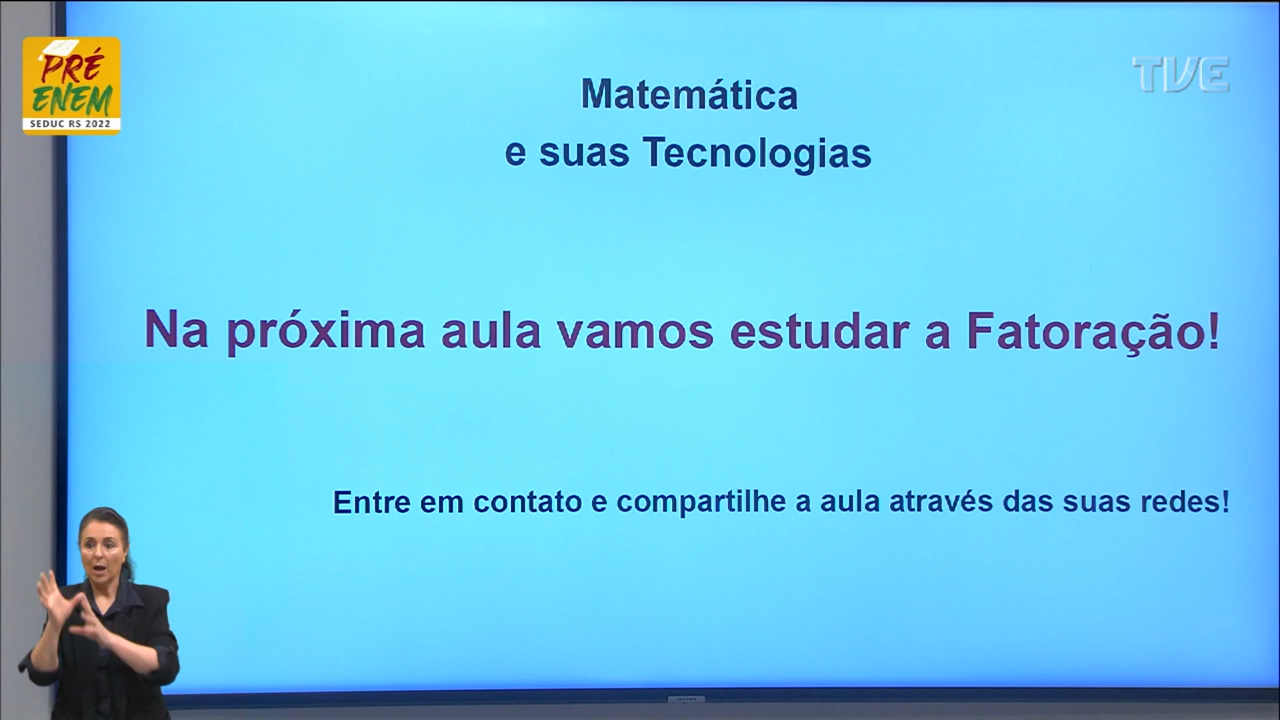 PRÉ
ENEM
SEDUC RS 2022
TVE
Matemática
e suas Tecnologias
Na próxima aula vamos estudar a Fatoração!
Entre em contato e compartilhe a aula através das suas redes!